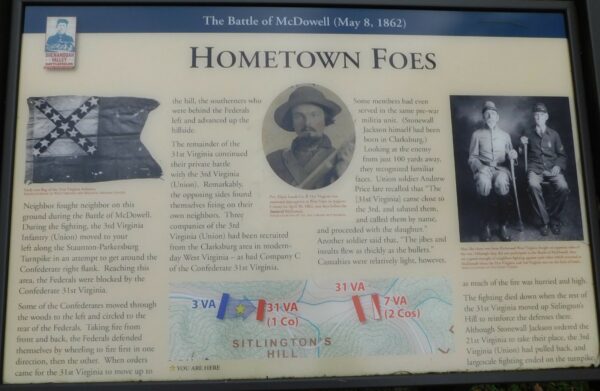 The Battle of McDowell (May 8, 1862)
SHENANDOAH
VALLEY
BATTLEFIELDS
HOMETOWN FOES
Neighbor fought neighbor on this
ground during the Battle of McDowell.
During the fighting, the 3rd Virginia
Infantry (Union) moved to your
left along the Staunton-Parkersburg
Turnpike in an attempt to get around the
Confederate right flank. Reaching this
area, the Federals were blocked by the
Confederate 31st Virginia.
Some of the Confederates moved through
the woods to the left and circled to the
rear of the Federals. Taking fire from
front and back, the Federals defended
themselves by wheeling to fire first in one
direction, then the other. When orders
came for the 31st Virginia to move up to
the hill, the southerners who
were behind the Federals
left and advanced up the
hillside.
The remainder of the
31st Virginia continued
their private battle
with the 3rd Virginia
(Union). Remarkably,
the opposing sides found
themselves firing on their
own neighbors. Three
companies of the 3rd
Virginia (Union) had been recruited
from the Clarksburg area in modern-
day West Virginia – as had Company C
of the Confederate 31st Virginia.
Some members had even
served in the same pre-war
militia unit. (Stonewall
Jackson himself had been
born in Clarksburg.)
Looking at the enemy
from just 100 yards away,
they recognized familiar
faces. Union soldier Andrew
Price late recalled that "The
[31st Virginia] came close to
the 3rd, and saluted them,
and called them by name,
and proceeded with the slaughter."
Another soldier said that, "The jibes and
insults flew as thickly as the bullets."
Casualties were relatively light, however,
as much of the fire was hurried and high.
The fighting died when the rest of
the 31st Virginia moved up Sitlington's
Hill to reinforce the defenses there.
Although Stonewall Jackson ordered the
21st Virginia to take their place, the 3rd
Virginia (Union) had pulled back, and
largescale fighting ended on the turnpike.
3 VA
31 VA
(1 Co)
31 VA
7 VA
(2 Cos)
SITLINGTON'S
HILL
YOU ARE HERE